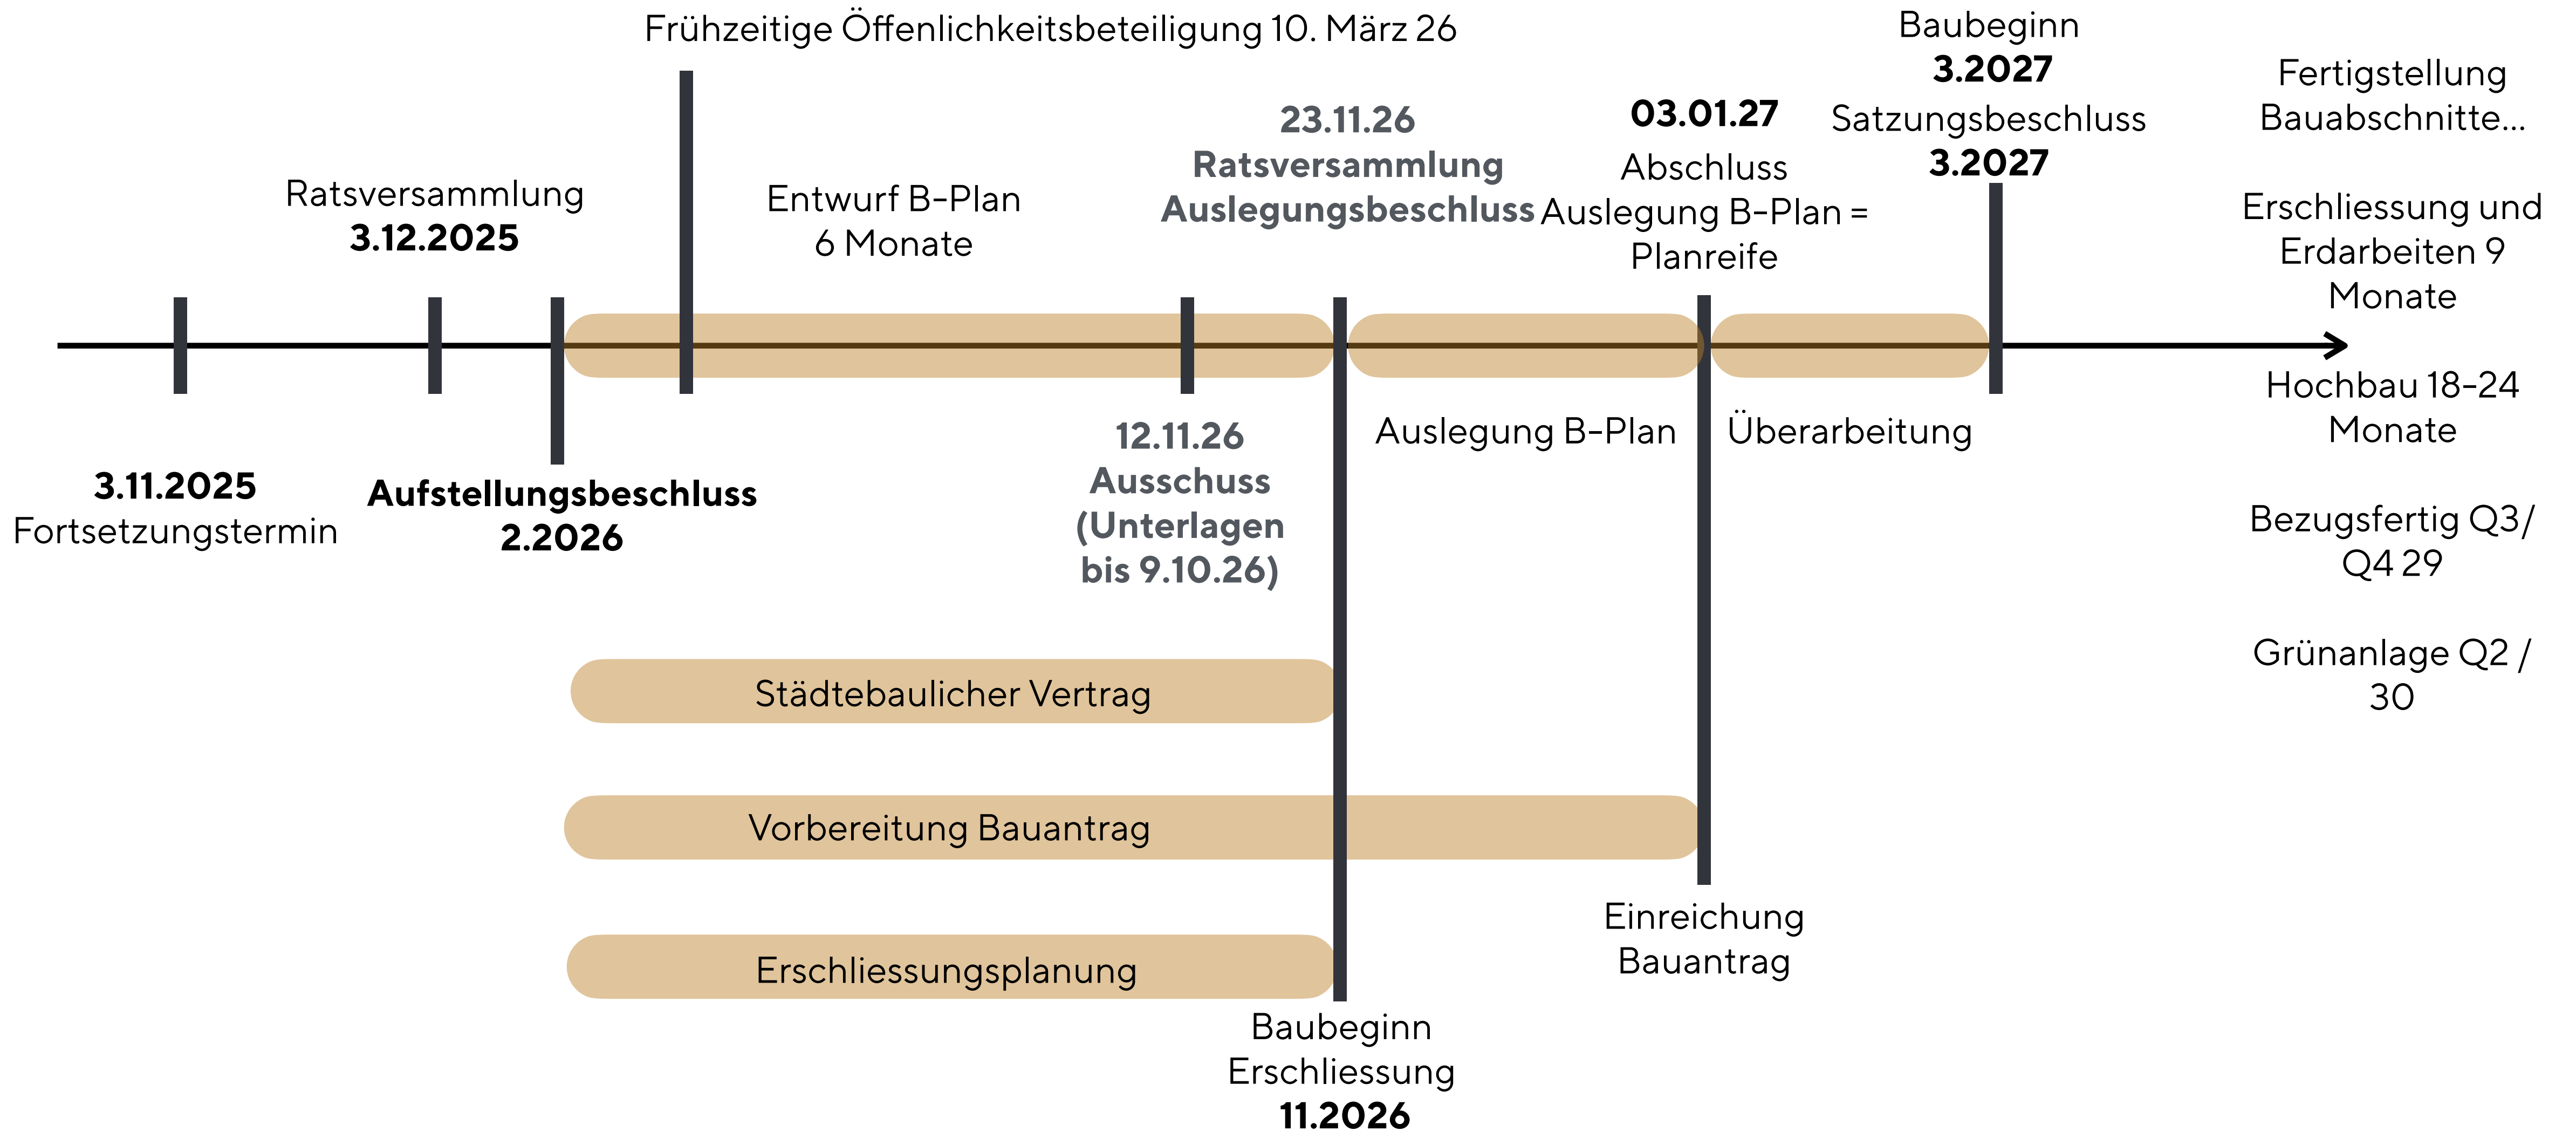 Frühzeitige Öffenlichkeitsbeteiligung 10. März 26
Baubeginn
3.2027
Satzungsbeschluss
3.2027
Fertigstellung
Bauabschnitte...
23.11.26
Ratsversammlung
Auslegungsbeschluss
03.01.27
Abschluss
Auslegung B-Plan =
Planreife
Ratsversammlung
3.12.2025
Entwurf B-Plan
6 Monate
Erschliessung und
Erdarbeiten 9
Monate
Hochbau 18-24
Monate
Bezugsfertig Q3/
Q4 29
Grünanlage Q2 /
30
3.11.2025
Fortsetzungstermin
Aufstellungsbeschluss
2.2026
12.11.26
Ausschuss
(Unterlagen
bis 9.10.26)
Auslegung B-Plan
Überarbeitung
Städtebaulicher Vertrag
Vorbereitung Bauantrag
Einreichung
Bauantrag
Erschliessungsplanung
Baubeginn
Erschliessung
11.2026